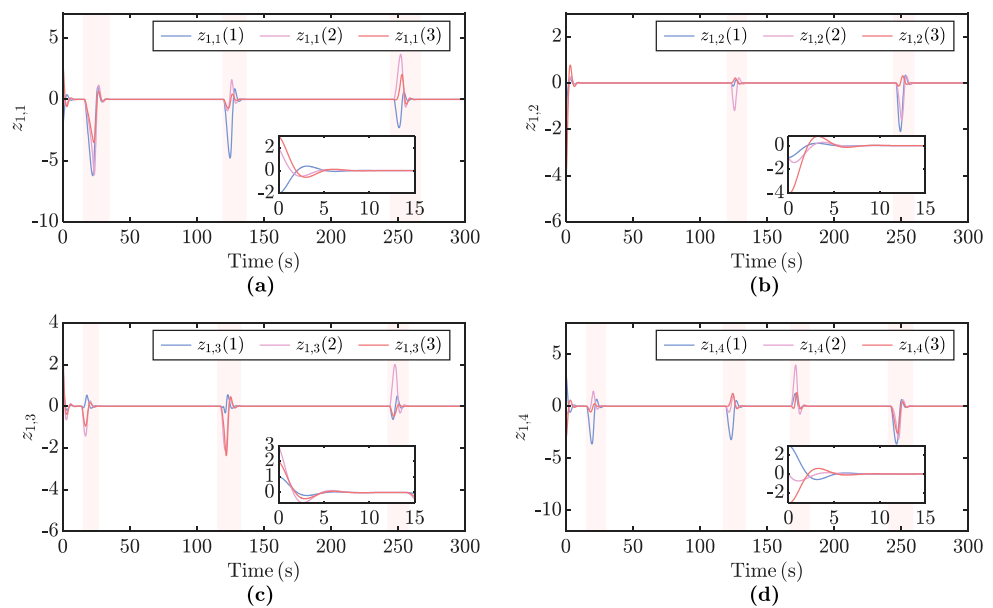 z1,1(1) z1,1(2) z1,1(3)
5
0
-5
-10
z1,1
2
0
-2
0 5 10 15
0 50 100 150 200 250 300
Time (s)
(a)
z1,2(1) z1,2(2) z1,2(3)
2
0
-2
-4
-6
z1,2
0
-2
-4
0 5 10 15
0 50 100 150 200 250 300
Time (s)
(b)
z1,3(1) z1,3(2) z1,3(3)
4
2
0
-2
-4
-6
z1,3
3
2
1
0
0 5 10 15
0 50 100 150 200 250 300
Time (s)
(c)
z1,4(1) z1,4(2) z1,4(3)
5
0
-5
-10
z1,4
2
0
-2
0 5 10 15
0 50 100 150 200 250 300
Time (s)
(d)